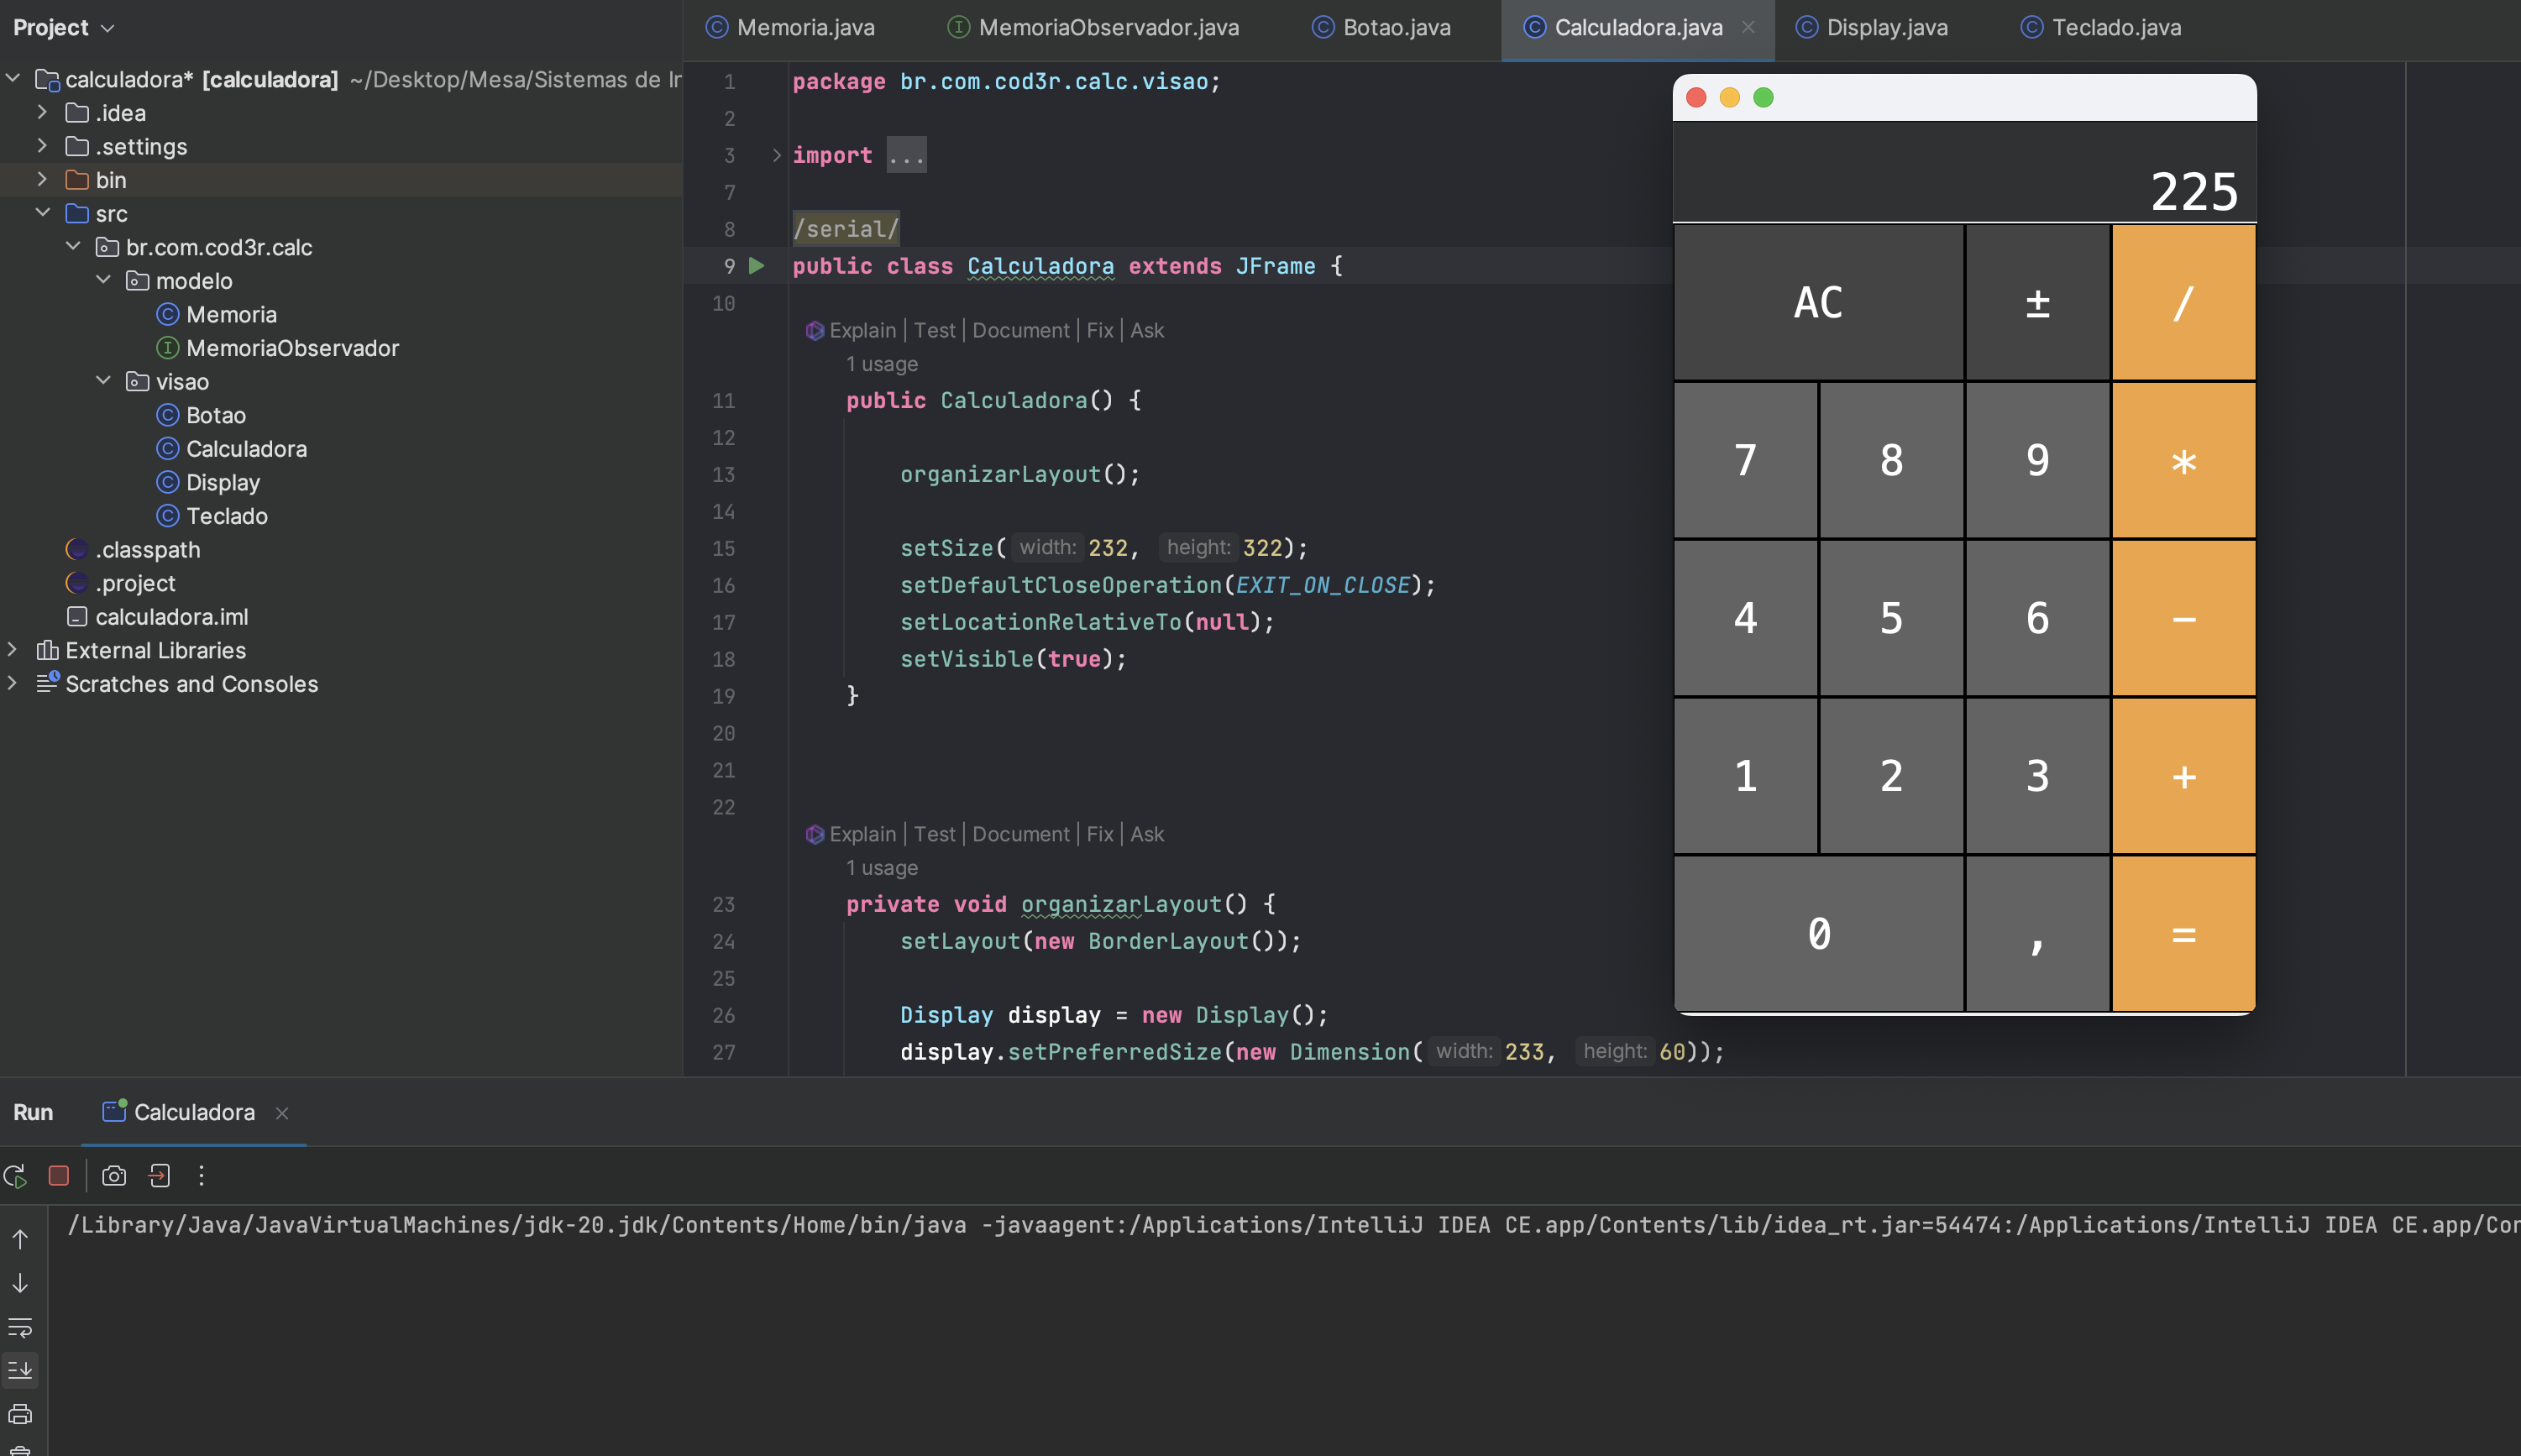 Project
calculadora* [calculadora] ~/Desktop/Mesa/Sistemas de In
.idea
.settings
bin
src
br.com.cod3r.calc
modelo
Memoria
MemoriaObservador
visao
Botao
Calculadora
Display
Teclado
.classpath
.project
calculadora.iml
External Libraries
Scratches and Consoles
Memoria.java MemoriaObservador.java Botao.java Calculadora.java Display.java Teclado.java
1 package br.com.cod3r.calc.visao;
2
3 import ...
7
8 /serial/
9 public class Calculadora extends JFrame {
10
Explain | Test | Document | Fix | Ask
1 usage
11 public Calculadora() {
12
13 organizarLayout();
14
15 setSize( width: 232, height: 322);
16 setDefaultCloseOperation(EXIT_ON_CLOSE);
17 setLocationRelativeTo(null);
18 setVisible(true);
19 }
20
21
22
Explain | Test | Document | Fix | Ask
1 usage
23 private void organizarLayout() {
24 setLayout(new BorderLayout());
25
26 Display display = new Display();
27 display.setPreferredSize(new Dimension( width: 233, height: 60));
225
AC ± /
7 8 9 *
4 5 6 -
1 2 3 +
0 , =
Run Calculadora
/Library/Java/JavaVirtualMachines/jdk-20.jdk/Contents/Home/bin/java -javaagent:/Applications/IntelliJ IDEA CE.app/Contents/lib/idea_rt.jar=54474:/Applications/IntelliJ IDEA CE.app/Con